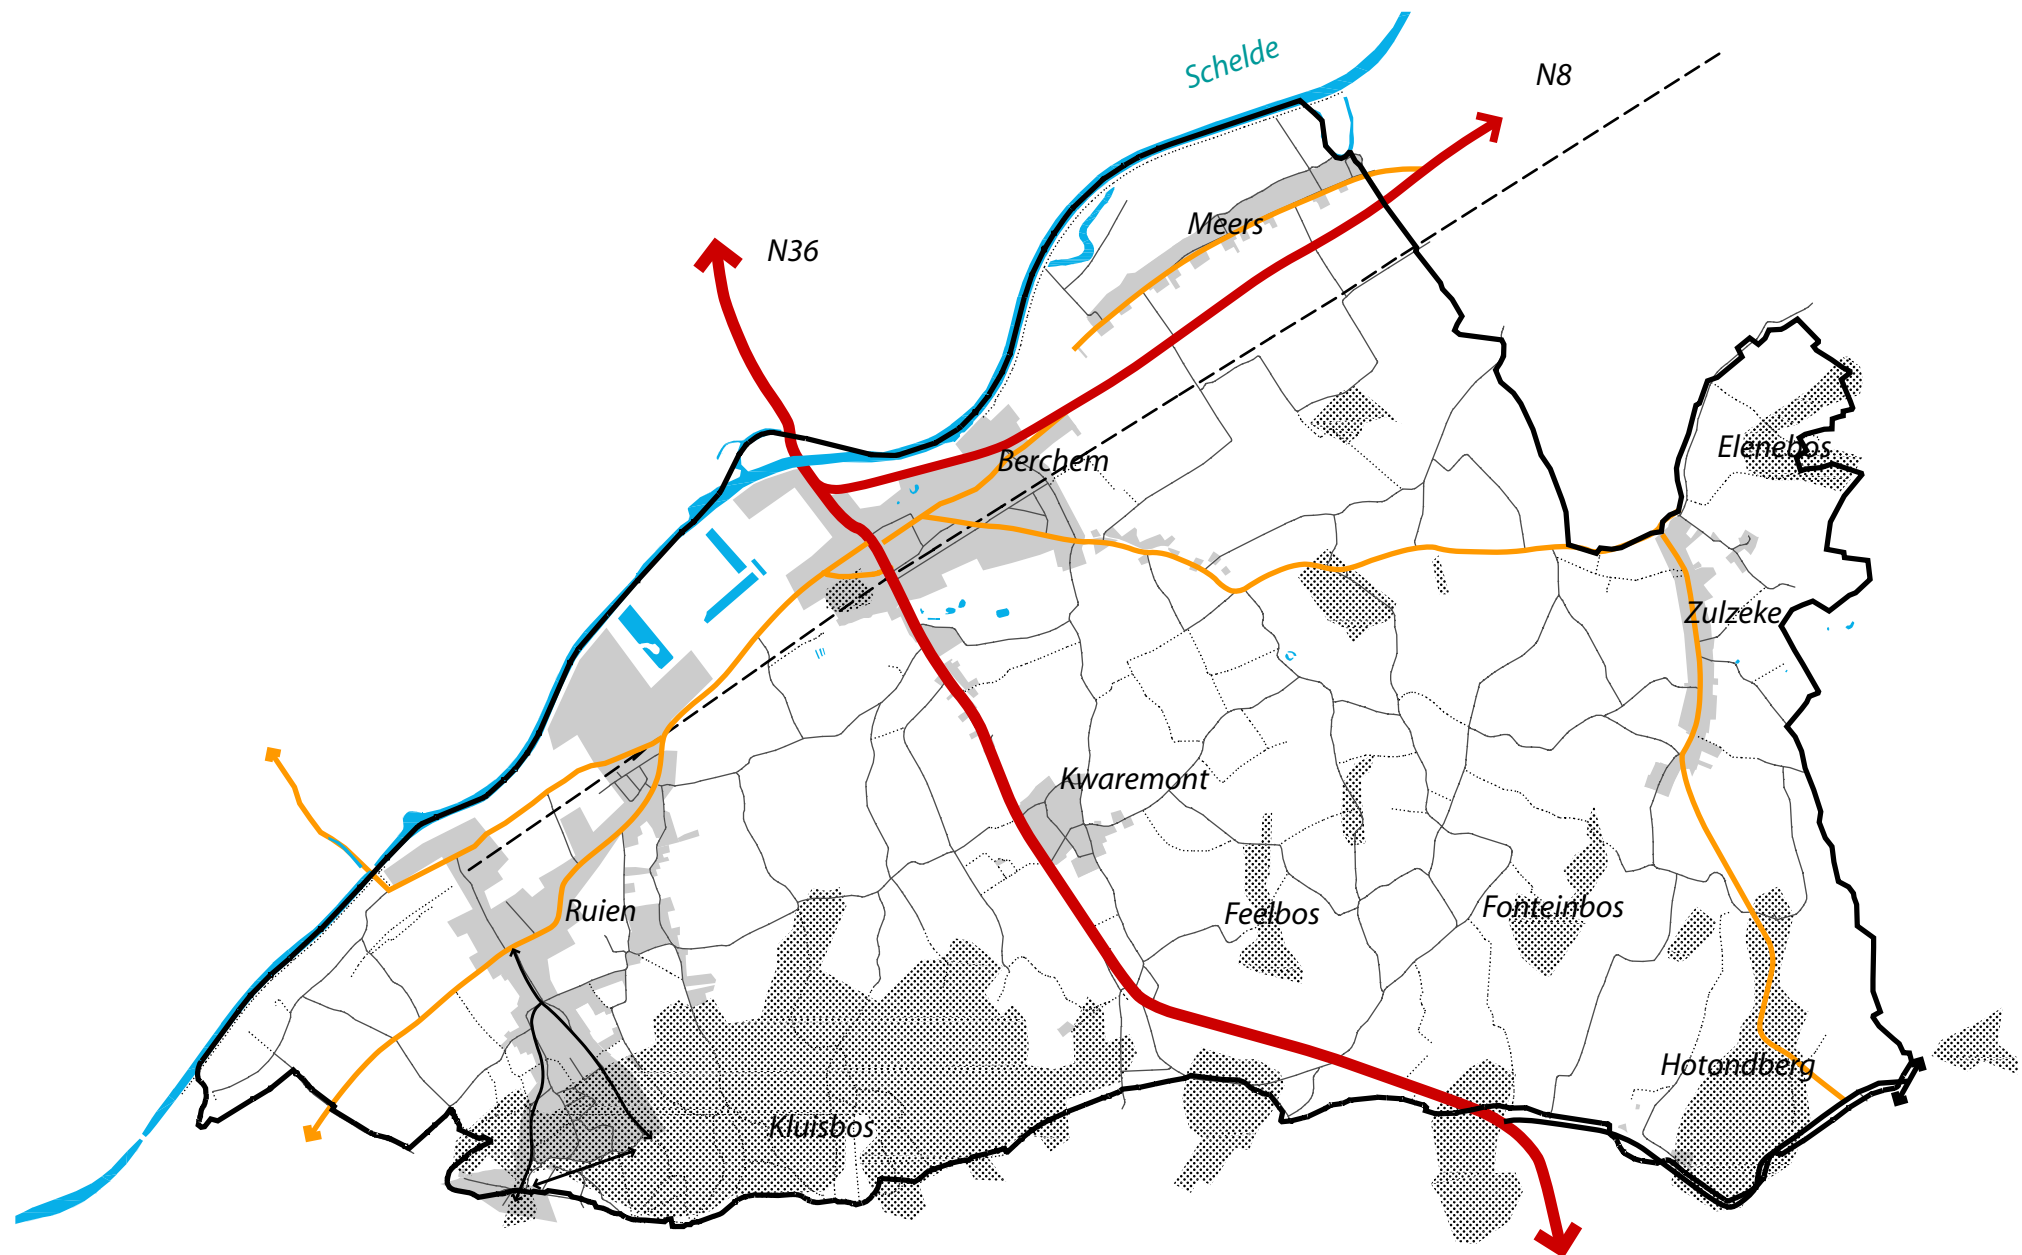 Schelde
N8
N36
Meers
Berchem
Elenebos
Zulzeke
Kwaremont
Ruien
Feelbos
Fonteinbos
Hotondberg
Kluisbos